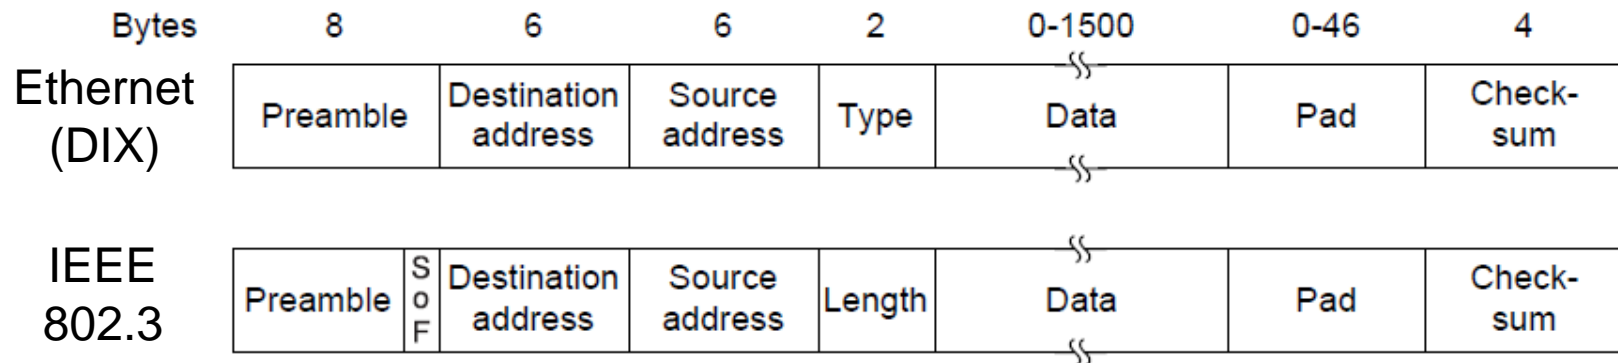 Bytes 8 6 6 2 0-1500 0-46 4
Ethernet
(DIX)
Preamble
Destination
address
Source
address
Type
Data
Pad
Check-
sum
IEEE
802.3
Preamble
S
o
F
Destination
address
Source
address
Length
Data
Pad
Check-
sum